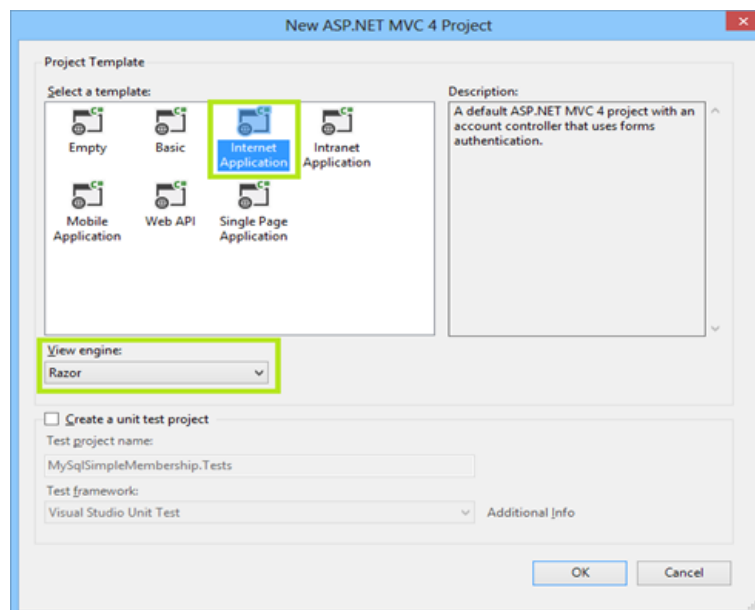 New ASP.NET MVC 4 Project
Project Template
Select a template:
Empty
Basic
Internet
Application
Intranet
Application
Mobile
Application
Web API
Single Page
Application
Description:
A default ASP.NET MVC 4 project with an
account controller that uses forms
authentication.
View engine:
Razor
Create a unit test project
Test project name:
MySqlSimpleMembership.Tests
Test framework:
Visual Studio Unit Test
Additional Info
OK
Cancel